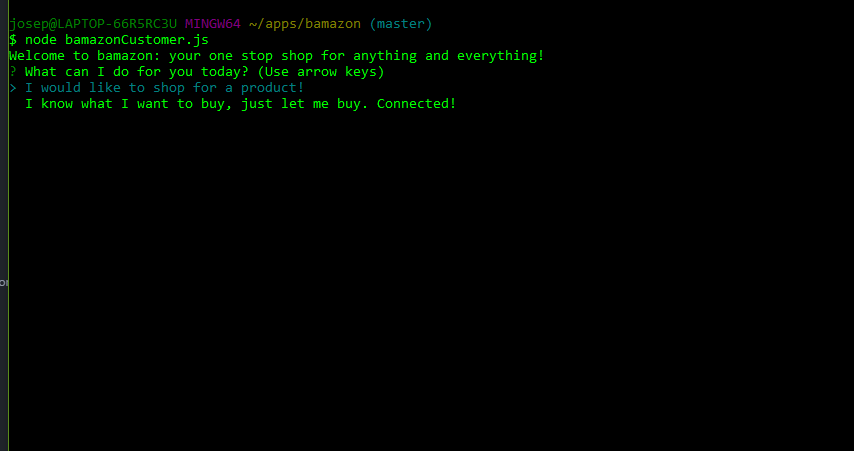 josep@LAPTOP-66R5RC3U MINGW64 ~/apps/bamazon (master)
$ node bamazonCustomer.js
Welcome to bamazon: your one stop shop for anything and everything!
? What can I do for you today? (Use arrow keys)
> I would like to shop for a product!
I know what I want to buy, just let me buy. Connected!
or